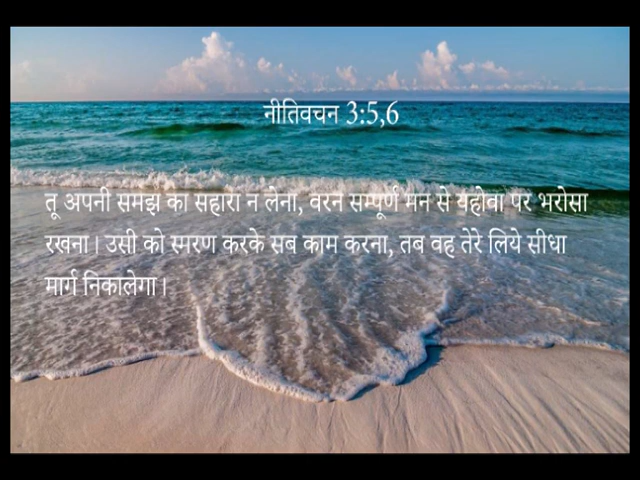 नीतिवचन 3:5,6
तू अपनी समझ का सहारा न लेना, वरन सम्पूर्ण मन से यहोवा पर भरोसा
रखना। उसी को स्मरण करके सब काम करना, तब वह तेरे लिये सीधा
मार्ग निकालेगा।